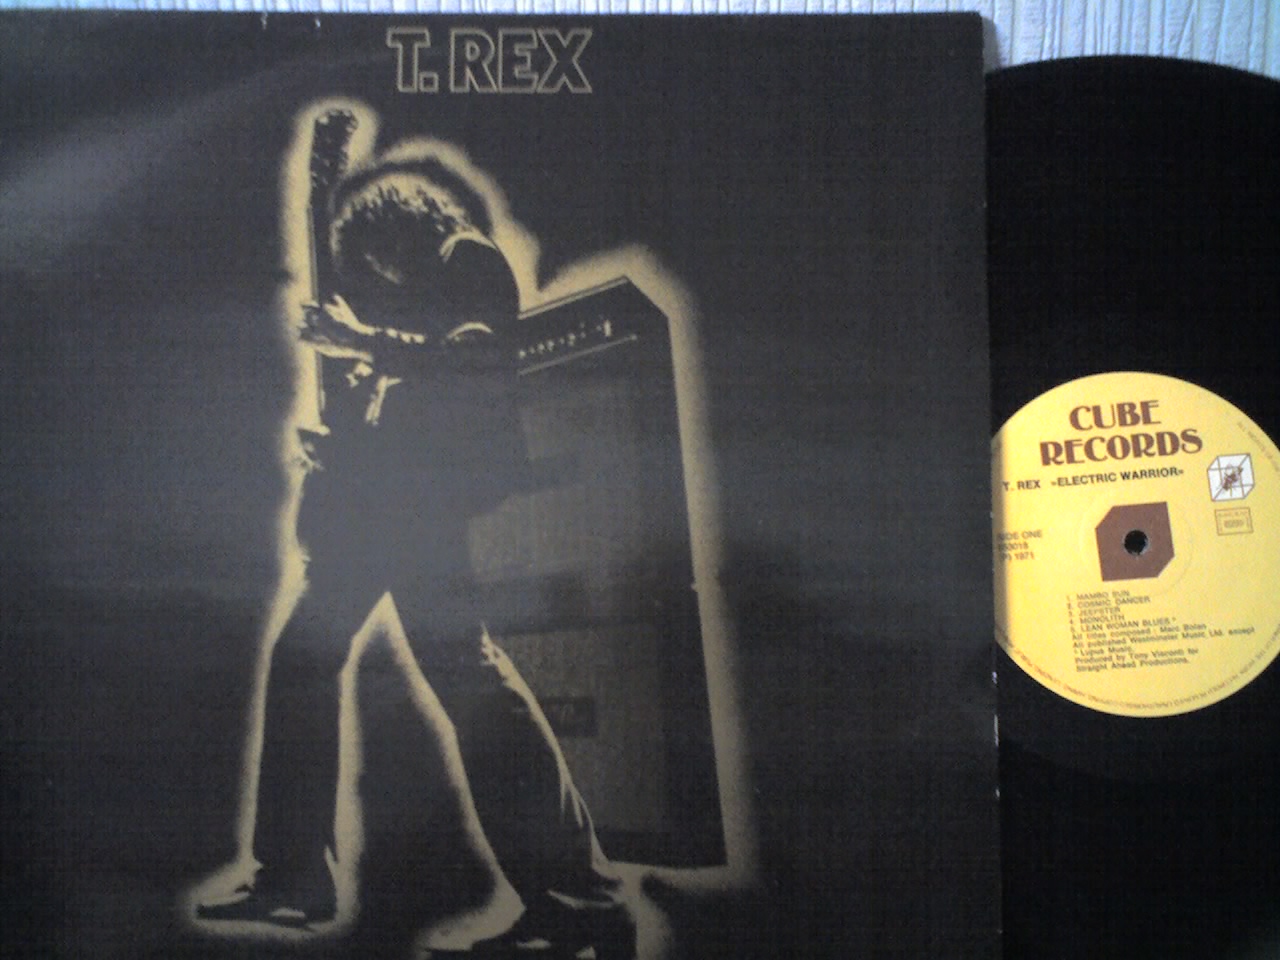 T. REX
CUBE
RECORDS
T. REX »ELECTRIC WARRIOR«
SIDE ONE
(P) 1971
1. MAMBO SUN
2. COSMIC DANCER
3. JEEPSTER
4. MONOLITH
5. LEAN WOMAN BLUES *
All titles composed : Marc Bolan
All published Westminster Music Ltd. except
* Lupus Music.
Produced by Tony Visconti for
Straight Ahead Productions.